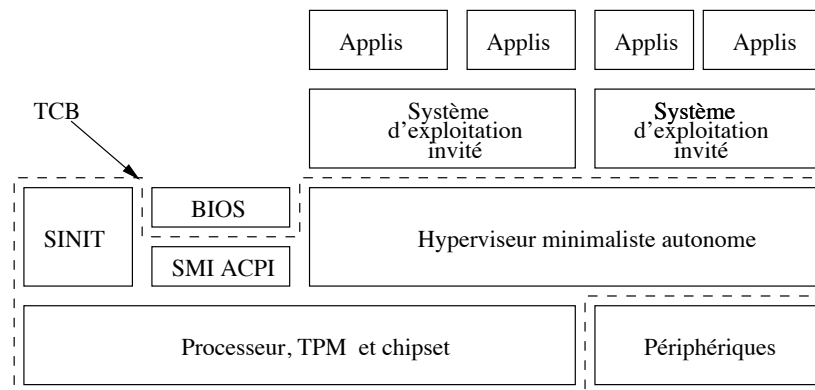 Applis
Applis
Applis
Applis
TCB
Système
d'exploitation
invité
Système
d'exploitation
invité
SINIT
BIOS
SMI ACPI
Hyperviseur minimaliste autonome
Processeur, TPM et chipset
Périphériques